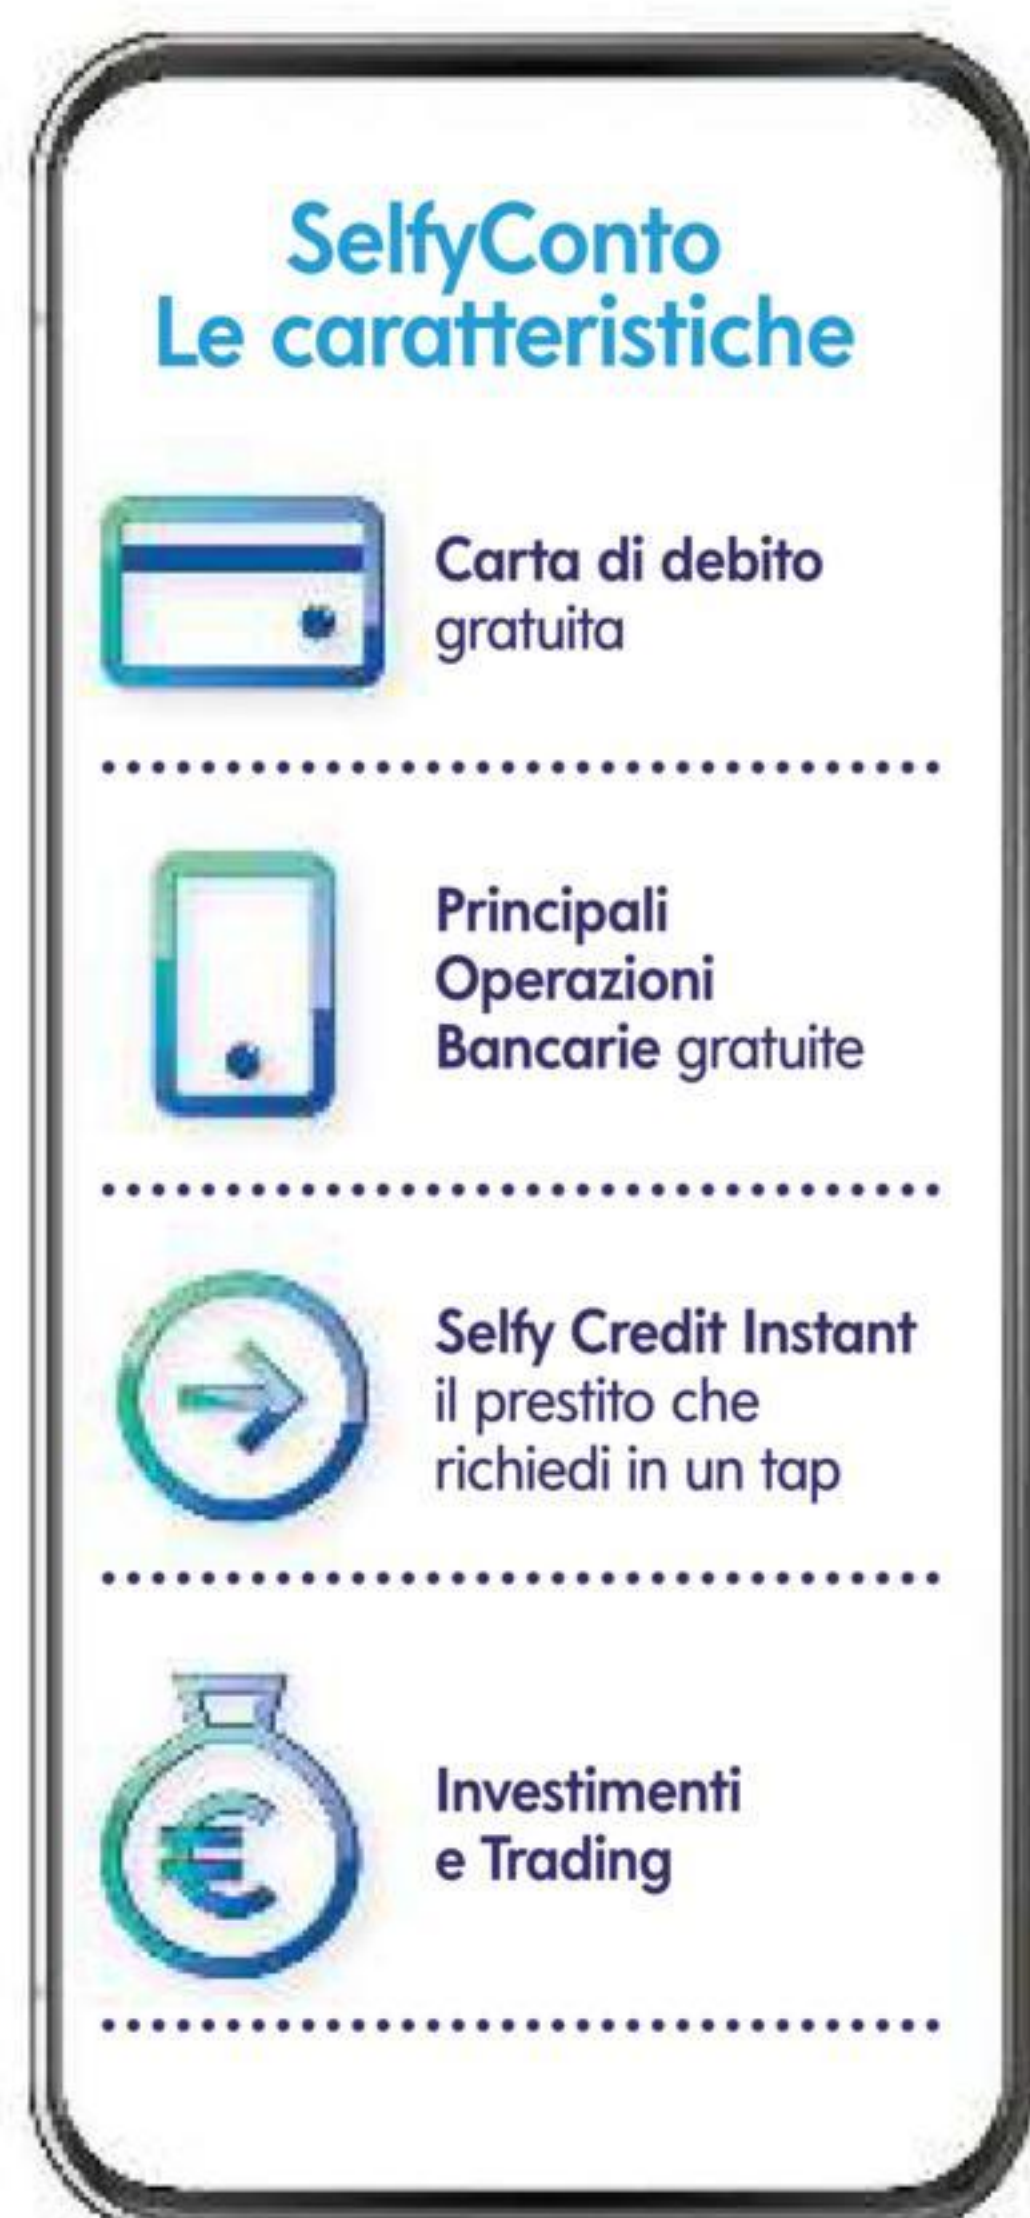 SelfyConto
Le caratteristiche
Carta di debito
gratuita
Principali
Operazioni
Bancarie gratuite
Selfy Credit Instant
il prestito che
richiedi in un tap
Investimenti
e Trading